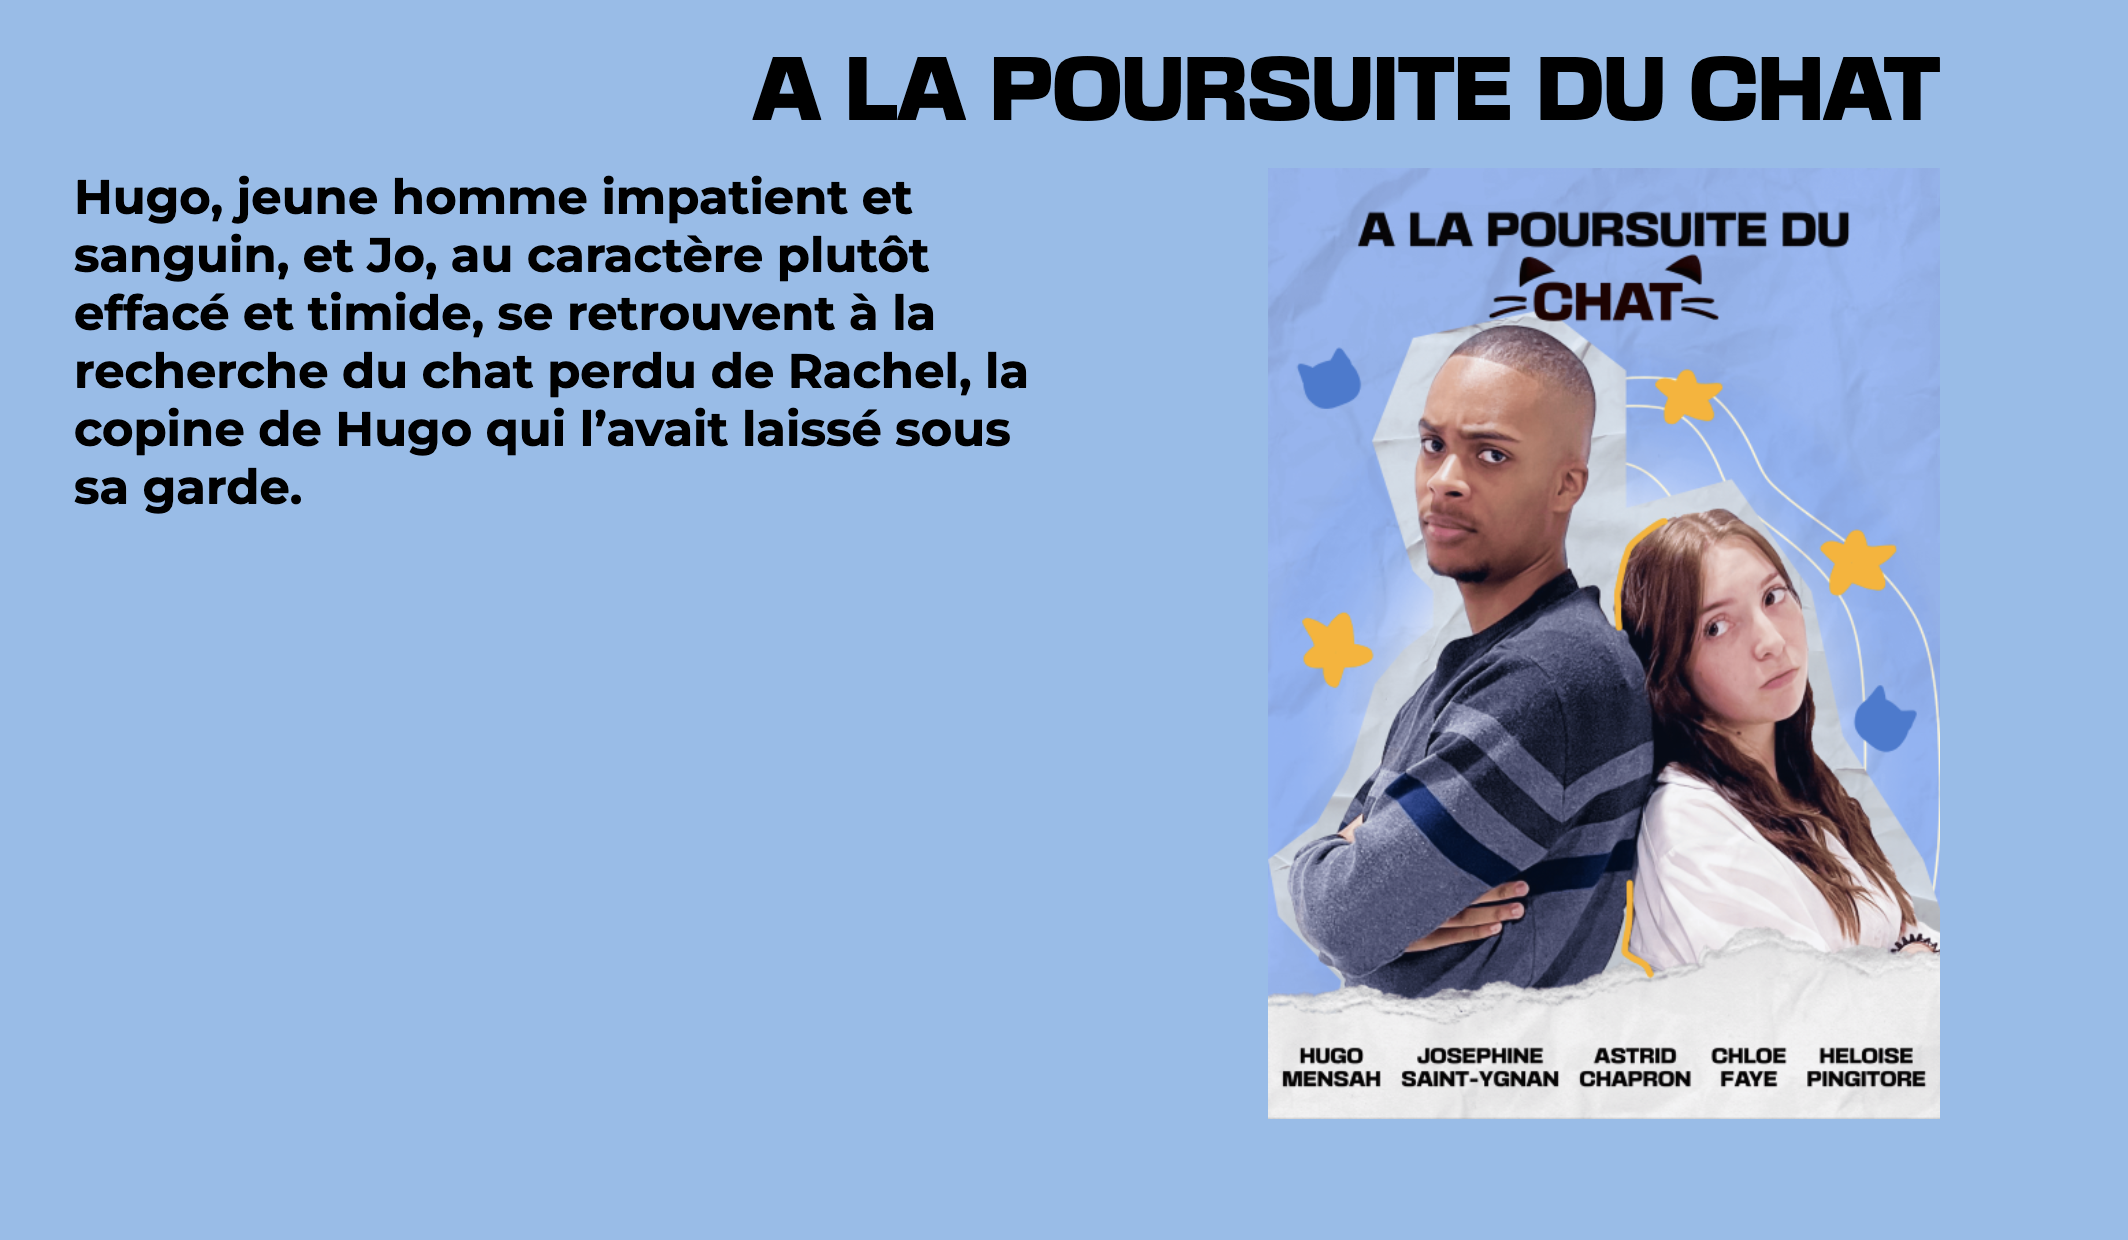 A LA POURSUITE DU CHAT
Hugo, jeune homme impatient et
sanguin, et Jo, au caractère plutôt
effacé et timide, se retrouvent à la
recherche du chat perdu de Rachel, la
copine de Hugo qui l’avait laissé sous
sa garde.
A LA POURSUITE DU
CHAT
HUGO MENSAH
JOSEPHINE SAINT-YGNAN
ASTRID CHAPRON
CHLOE FAYE
HELOISE PINGITORE